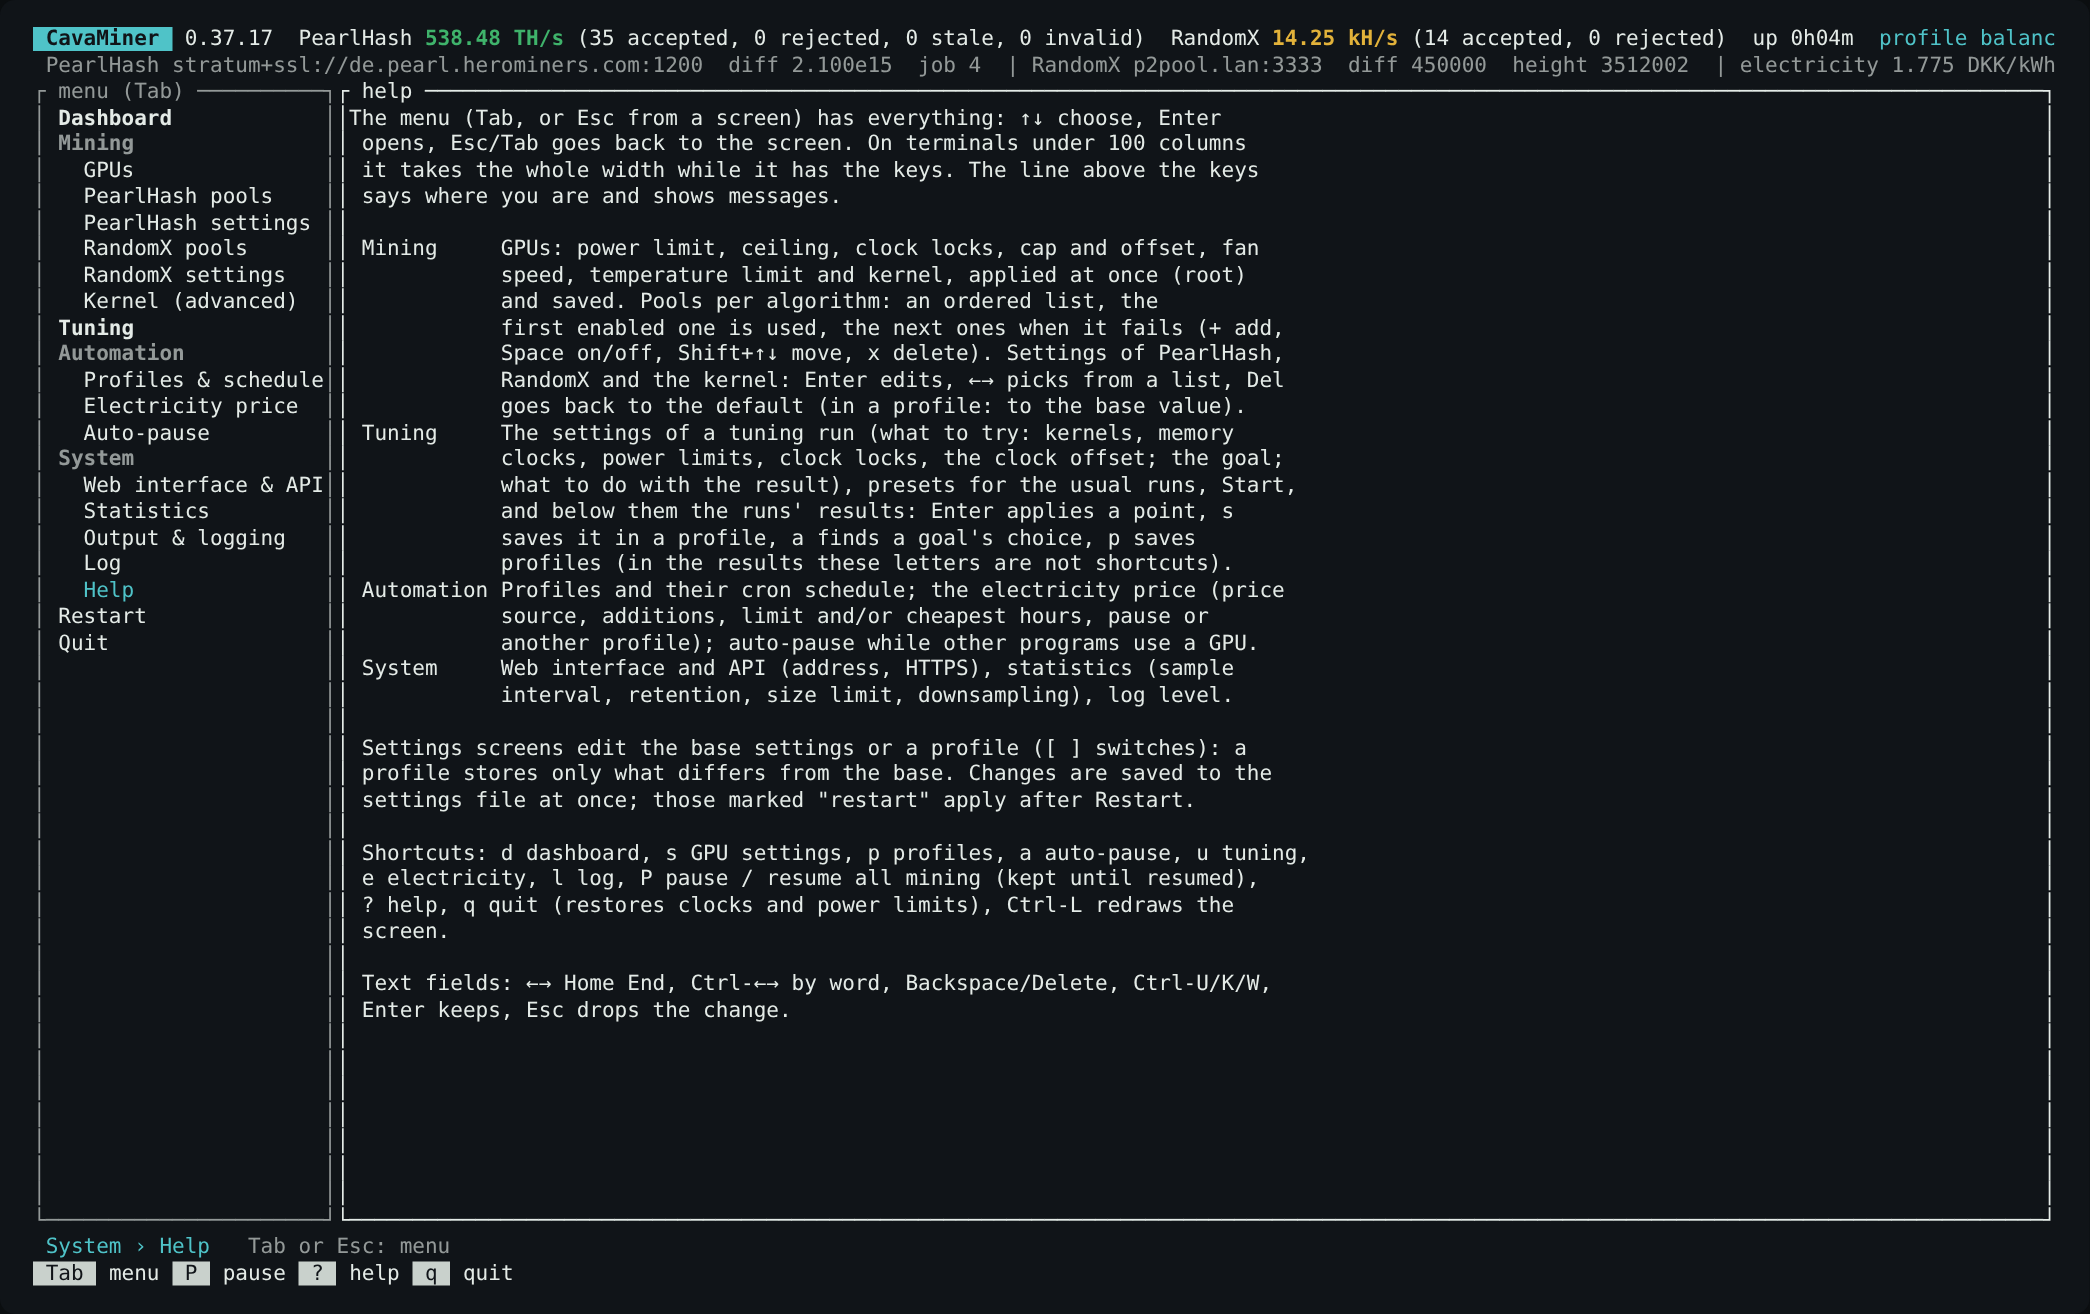 CavaMiner 0.37.17 PearlHash 538.48 TH/s (35 accepted, 0 rejected, 0 stale, 0 invalid) RandomX 14.25 kH/s (14 accepted, 0 rejected) up 0h04m profile balanc
PearlHash stratum+ssl://de.pearl.herominers.com:1200 diff 2.100e15 job 4 | RandomX p2pool.lan:3333 diff 450000 height 3512002 | electricity 1.775 DKK/kWh
menu (Tab)
Dashboard
Mining
GPUs
PearlHash pools
PearlHash settings
RandomX pools
RandomX settings
Kernel (advanced)
Tuning
Automation
Profiles & schedule
Electricity price
Auto-pause
System
Web interface & API
Statistics
Output & logging
Log
Help
Restart
Quit
help
The menu (Tab, or Esc from a screen) has everything: ↑↓ choose, Enter
opens, Esc/Tab goes back to the screen. On terminals under 100 columns
it takes the whole width while it has the keys. The line above the keys
says where you are and shows messages.
Mining GPUs: power limit, ceiling, clock locks, cap and offset, fan
speed, temperature limit and kernel, applied at once (root)
and saved. Pools per algorithm: an ordered list, the
first enabled one is used, the next ones when it fails (+ add,
Space on/off, Shift+↑↓ move, x delete). Settings of PearlHash,
RandomX and the kernel: Enter edits, ←→ picks from a list, Del
goes back to the default (in a profile: to the base value).
Tuning The settings of a tuning run (what to try: kernels, memory
clocks, power limits, clock locks, the clock offset; the goal;
what to do with the result), presets for the usual runs, Start,
and below them the runs' results: Enter applies a point, s
saves it in a profile, a finds a goal's choice, p saves
profiles (in the results these letters are not shortcuts).
Automation Profiles and their cron schedule; the electricity price (price
source, additions, limit and/or cheapest hours, pause or
another profile); auto-pause while other programs use a GPU.
System Web interface and API (address, HTTPS), statistics (sample
interval, retention, size limit, downsampling), log level.
Settings screens edit the base settings or a profile ([ ] switches): a
profile stores only what differs from the base. Changes are saved to the
settings file at once; those marked "restart" apply after Restart.
Shortcuts: d dashboard, s GPU settings, p profiles, a auto-pause, u tuning,
e electricity, l log, P pause / resume all mining (kept until resumed),
? help, q quit (restores clocks and power limits), Ctrl-L redraws the
screen.
Text fields: ←→ Home End, Ctrl-←→ by word, Backspace/Delete, Ctrl-U/K/W,
Enter keeps, Esc drops the change.
System › Help Tab or Esc: menu
Tab menu P pause ? help q quit